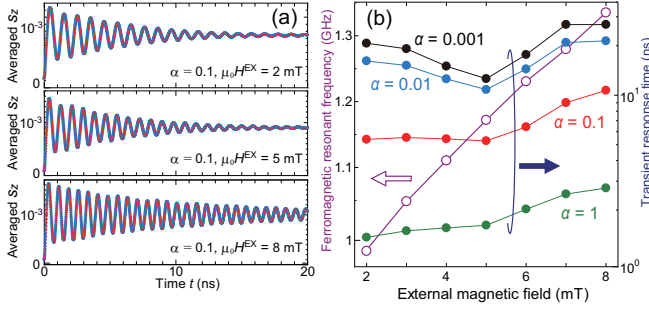 (a)
Averaged sz
10⁻³
0
α = 0.1, μ₀Hᴱˣ = 2 mT
Averaged sz
10⁻³
0
α = 0.1, μ₀Hᴱˣ = 5 mT
Averaged sz
10⁻³
0
α = 0.1, μ₀Hᴱˣ = 8 mT
0 5 10 15 20
Time t (ns)
(b)
Ferromagnetic resonant frequency (GHz)
1.3
1.2
1.1
1
α = 0.001
α = 0.01
α = 0.1
α = 1
Transient response time (ns)
10¹
10⁰
2 3 4 5 6 7 8
External magnetic field (mT)